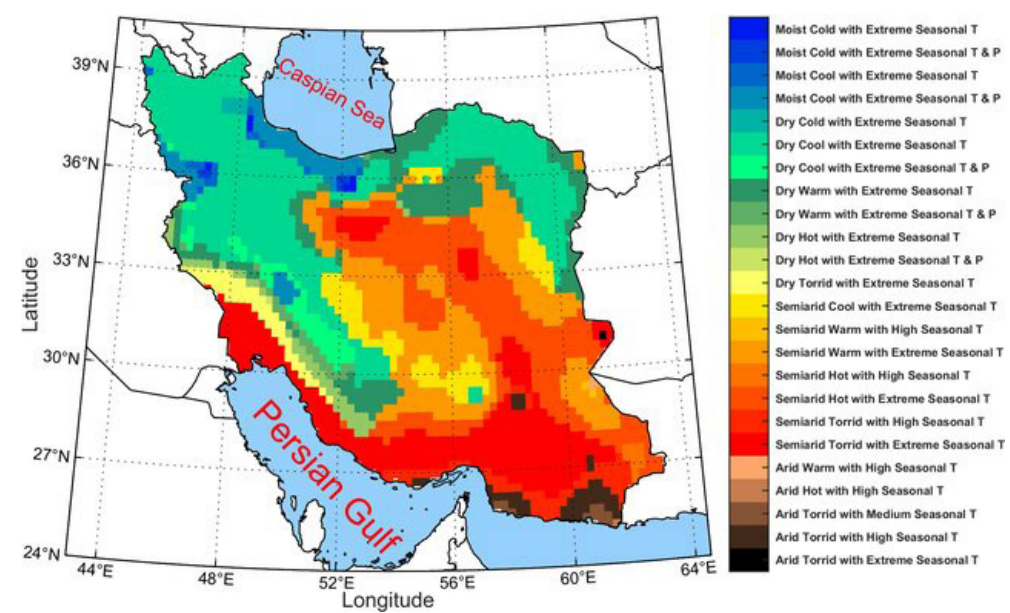 Caspian Sea
Persian Gulf
Latitude
39°N
36°N
33°N
30°N
27°N
24°N
44°E
48°E
52°E
56°E
60°E
64°E
Longitude
Moist Cold with Extreme Seasonal T
Moist Cold with Extreme Seasonal T & P
Moist Cool with Extreme Seasonal T
Moist Cool with Extreme Seasonal T & P
Dry Cold with Extreme Seasonal T
Dry Cool with Extreme Seasonal T
Dry Cool with Extreme Seasonal T & P
Dry Warm with Extreme Seasonal T
Dry Warm with Extreme Seasonal T & P
Dry Hot with Extreme Seasonal T
Dry Hot with Extreme Seasonal T & P
Dry Torrid with Extreme Seasonal T
Semiarid Cool with Extreme Seasonal T
Semiarid Warm with High Seasonal T
Semiarid Warm with Extreme Seasonal T
Semiarid Hot with High Seasonal T
Semiarid Hot with Extreme Seasonal T
Semiarid Torrid with High Seasonal T
Semiarid Torrid with Extreme Seasonal T
Arid Warm with High Seasonal T
Arid Hot with High Seasonal T
Arid Torrid with Medium Seasonal T
Arid Torrid with High Seasonal T
Arid Torrid with Extreme Seasonal T